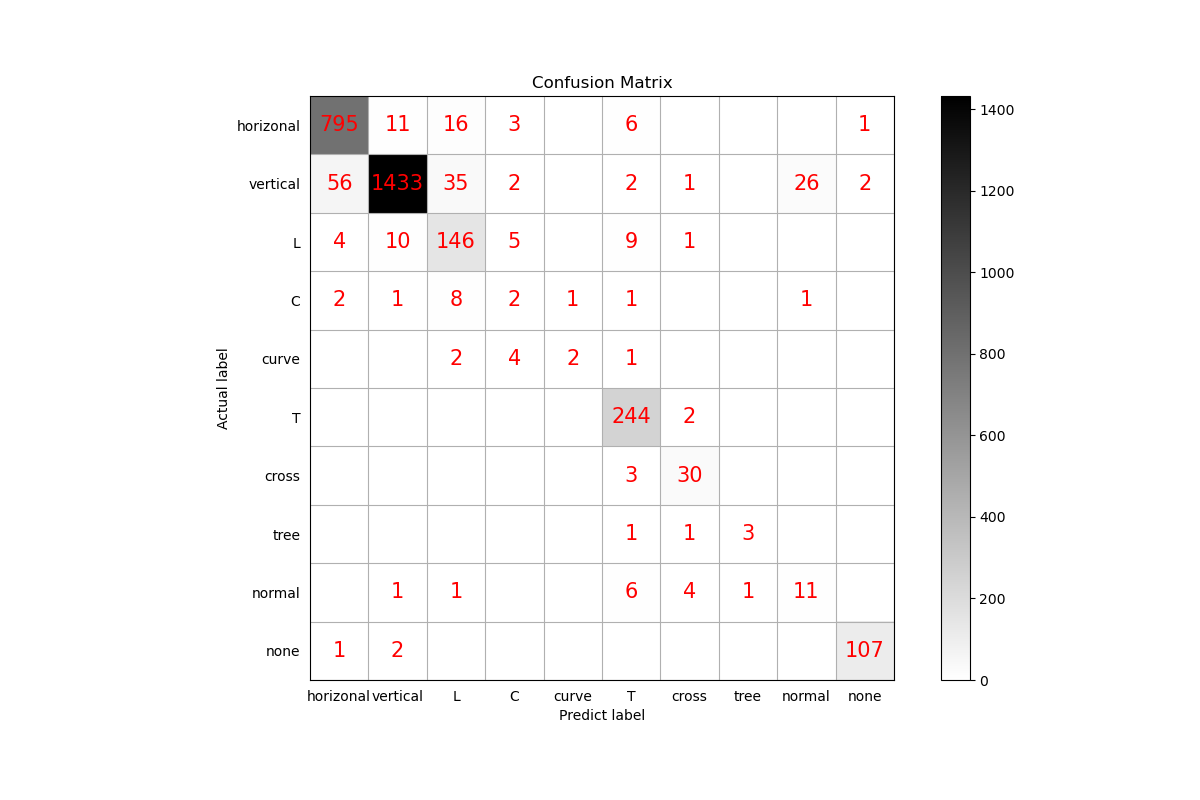 Confusion Matrix
horizonal 795 11 16 3 6 1
vertical 56 1433 35 2 2 1 26 2
L 4 10 146 5 9 1
C 2 1 8 2 1 1 1
curve 2 4 2 1
T 244 2
cross 3 30
tree 1 1 3
normal 1 1 6 4 1 11
none 1 2 107
horizonal vertical L C curve T cross tree normal none
Predict label
Actual label
1400
1200
1000
800
600
400
200
0